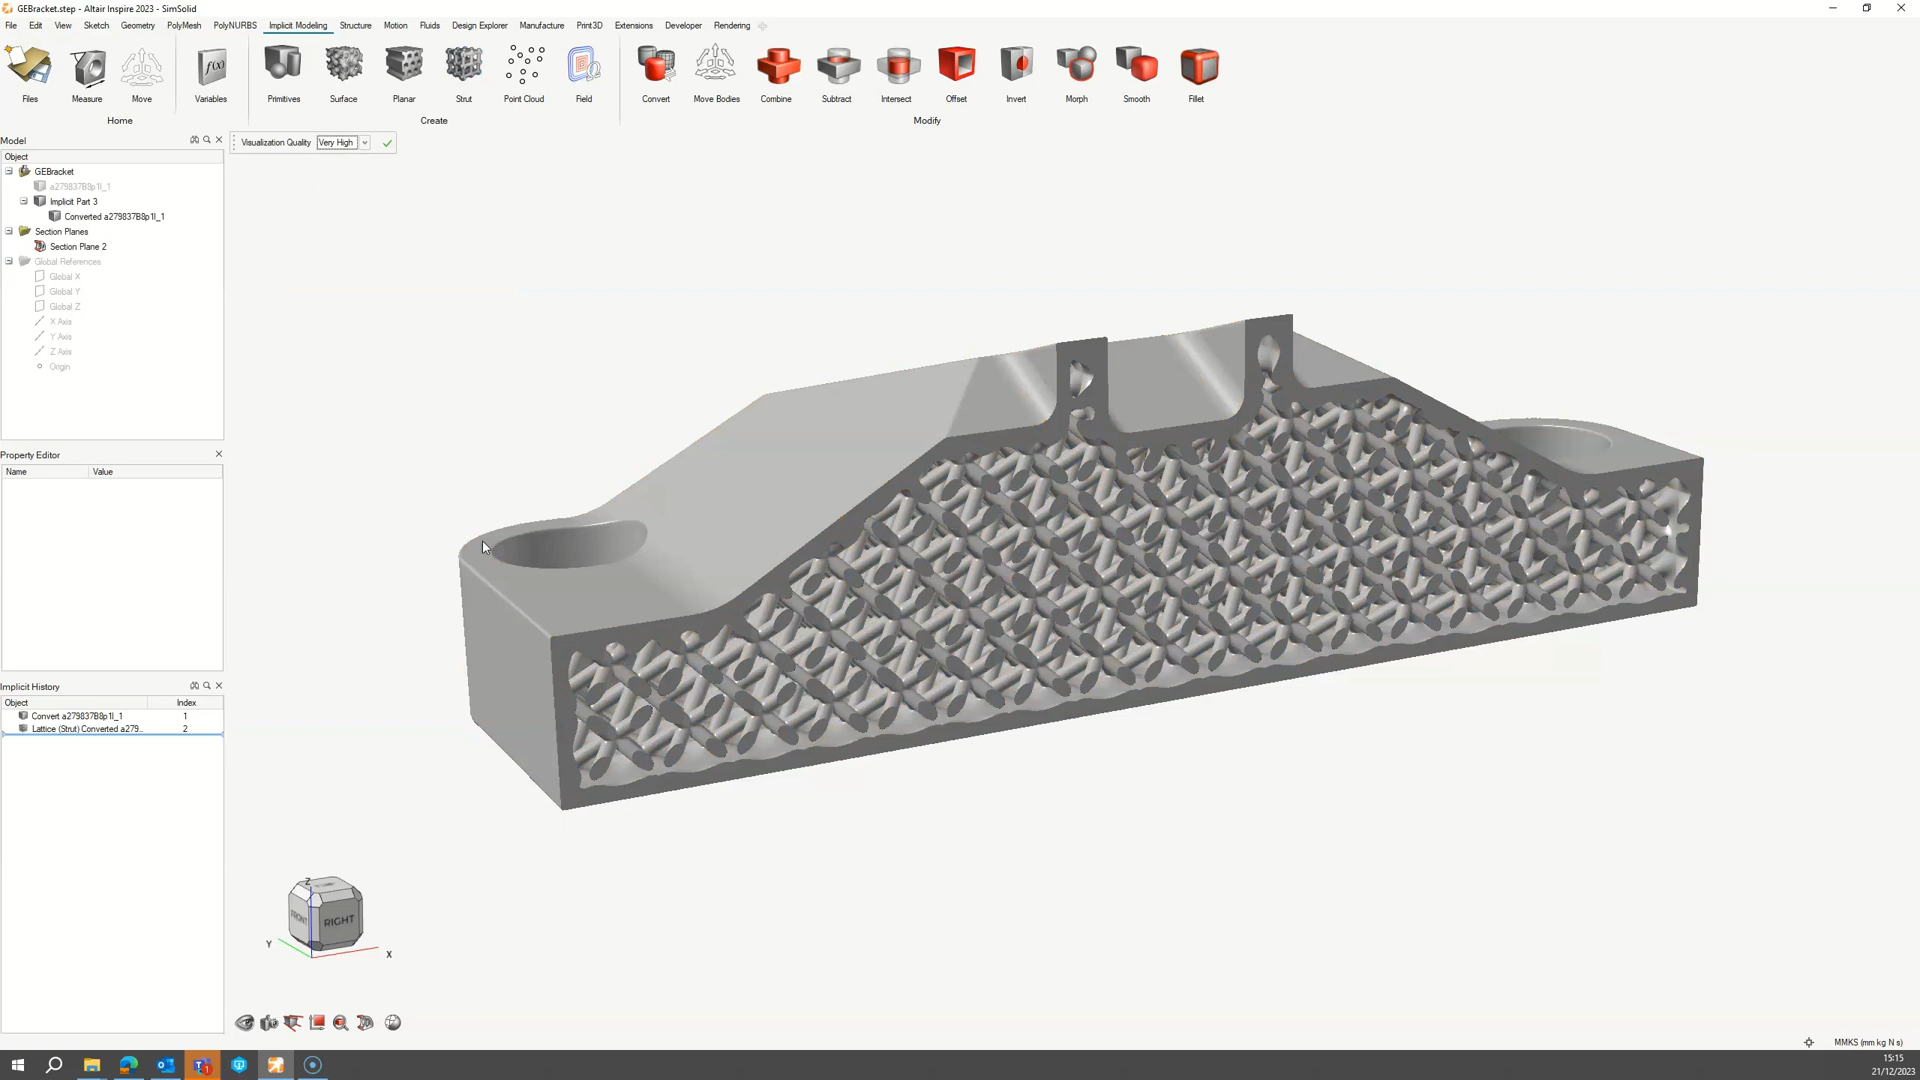 GEBracket.step - Altair Inspire 2023 - SimSolid
File Edit View Sketch Geometry PolyMesh PolyNURBS Implicit Modeling Structure Motion Fluids Design Explorer Manufacture Print3D Extensions Developer Rendering
Files Measure Move Variables Primitives Surface Planar Strut Point Cloud Field Convert Move Bodies Combine Subtract Intersect Offset Invert Morph Smooth Fillet
Home Create Modify
Model
Visualization Quality Very High
Object
GEBracket
a279837B8p1l_1
Implicit Part 3
Converted a279837B8p1l_1
Section Planes
Section Plane 2
Global References
Global X
Global Y
Global Z
X Axis
Y Axis
Z Axis
Origin
Property Editor
Name Value
Implicit History
Object Index
Convert a279837B8p1l_1 1
Lattice (Strut) Converted a279... 2
Z
FRONT RIGHT
Y
X
MMKS (mm kg N s)
15:15
21/12/2023